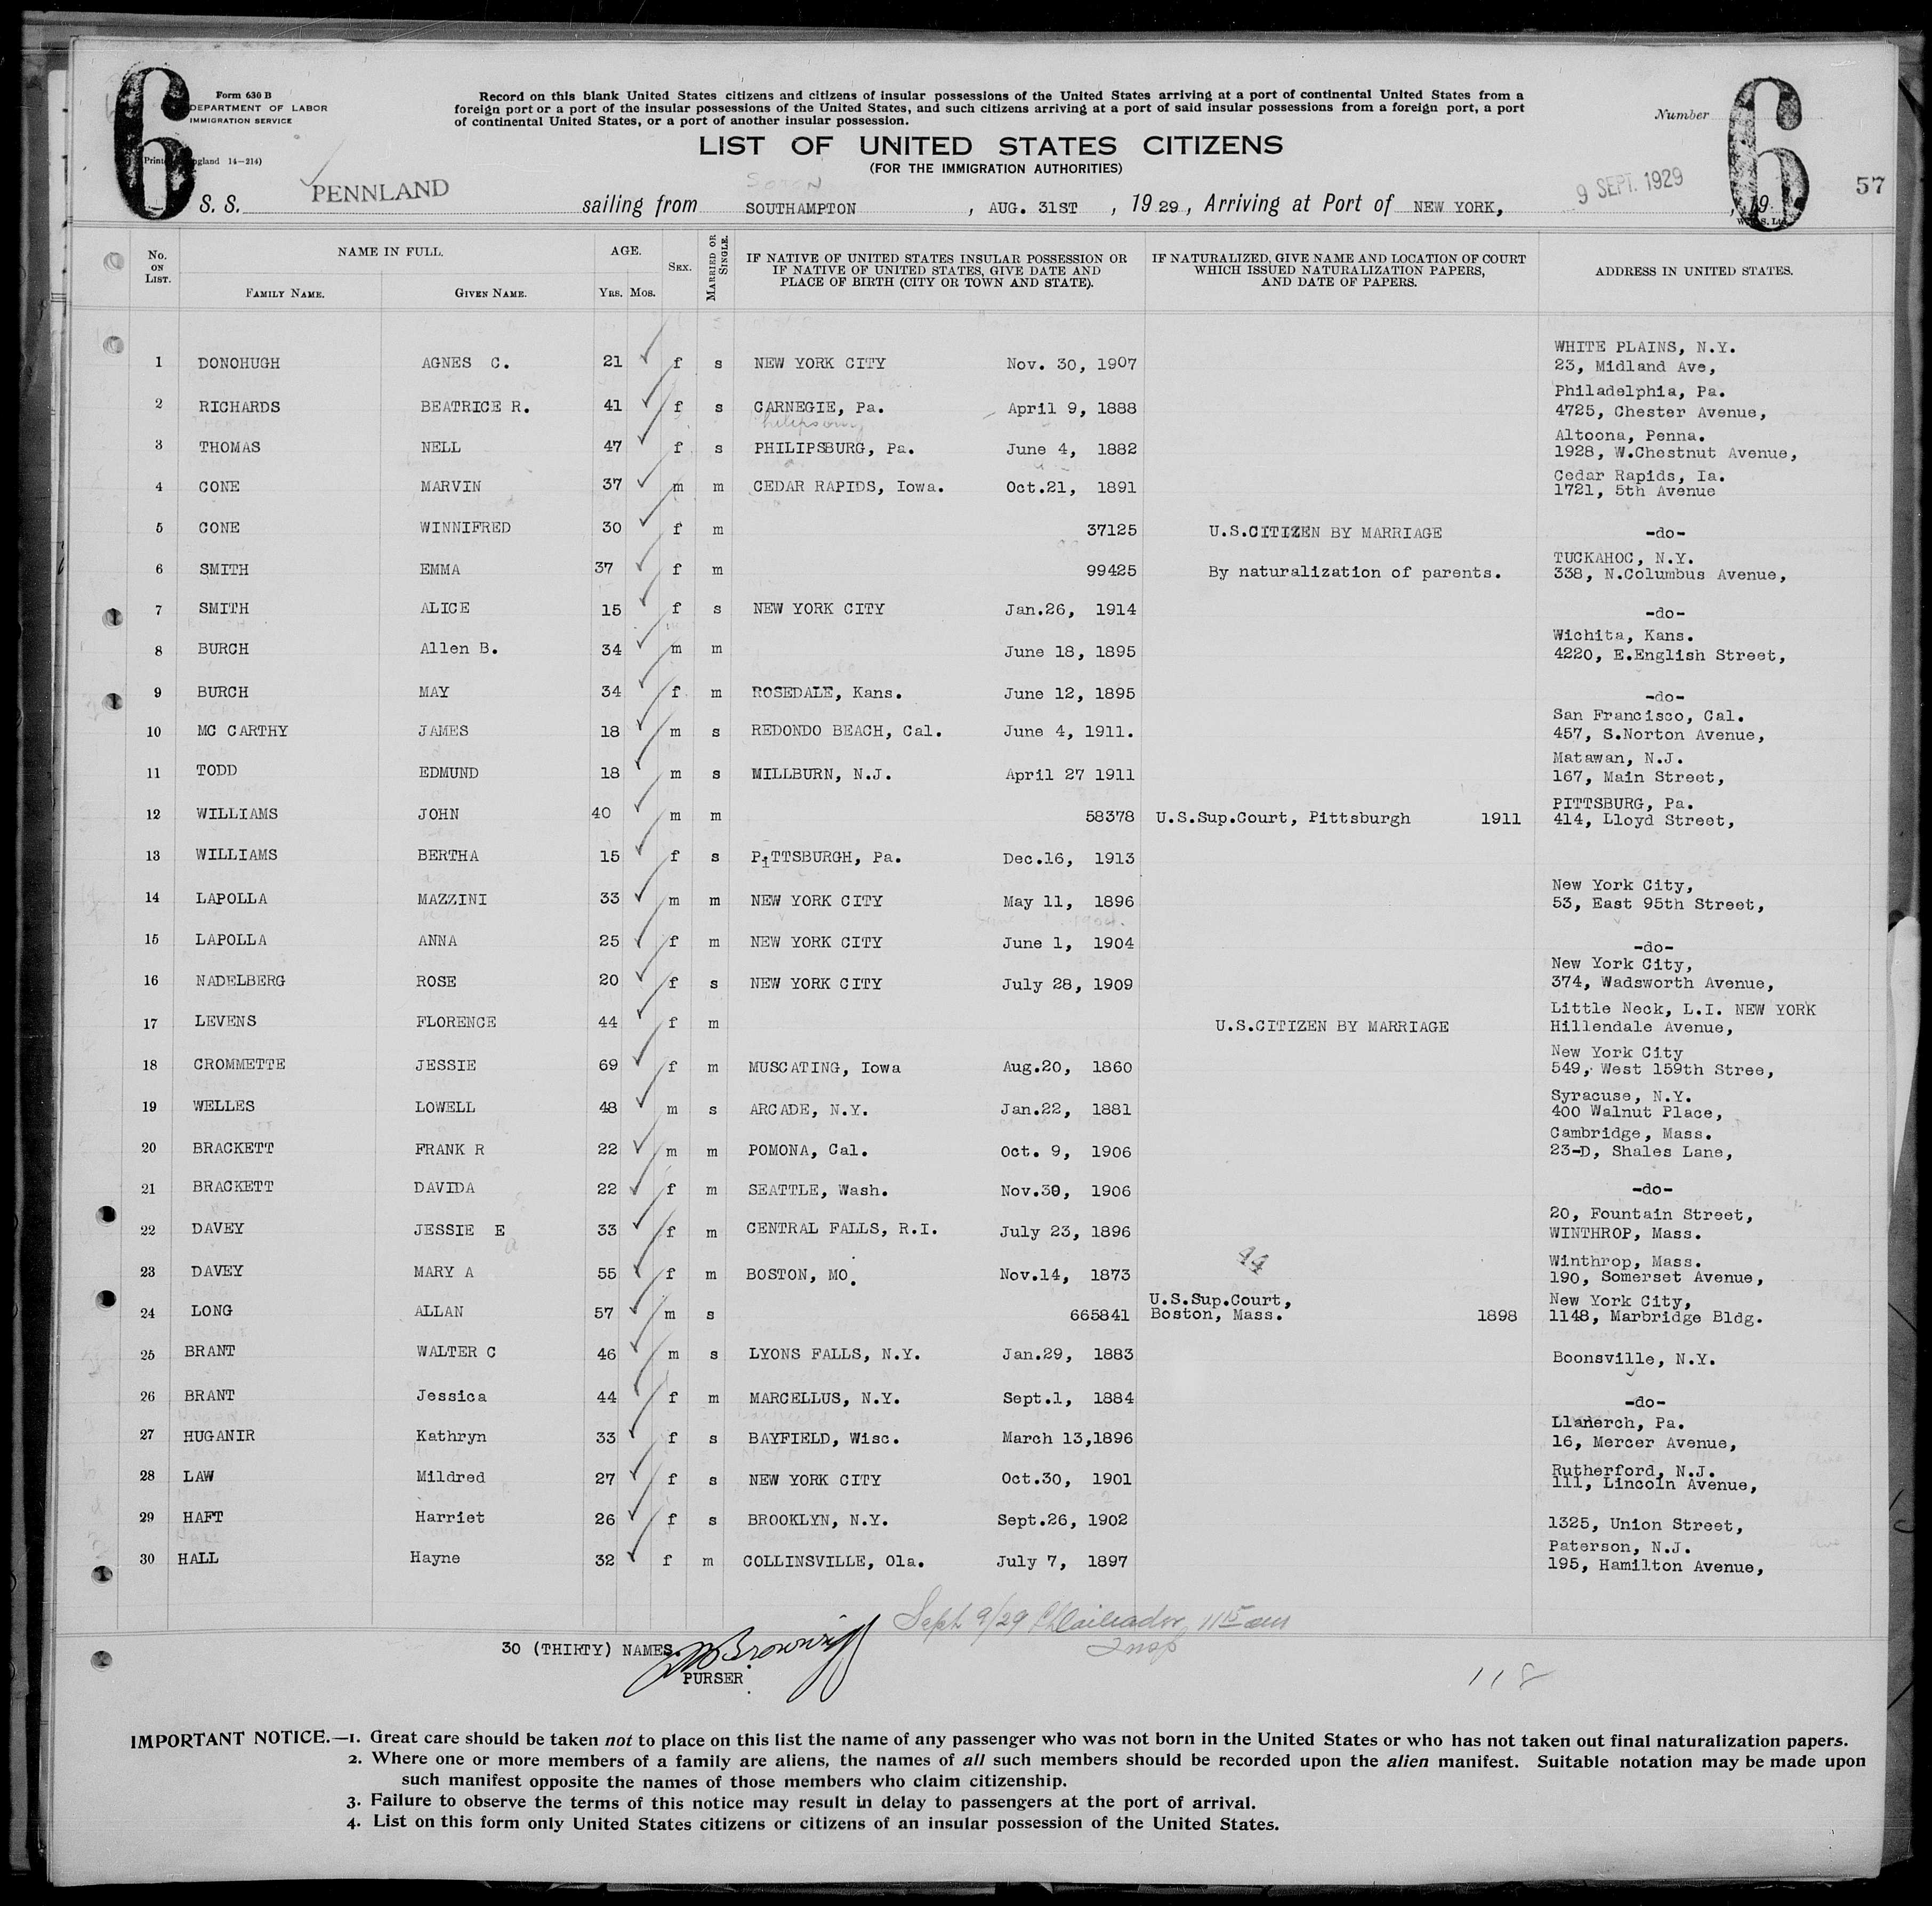 6
Form 630 B
DEPARTMENT OF LABOR
IMMIGRATION SERVICE
Record on this blank United States citizens and citizens of insular possessions of the United States arriving at a port of continental United States from a
foreign port or a port of the insular possessions of the United States, and such citizens arriving at a port of said insular possessions from a foreign port, a port
of continental United States, or a port of another insular possession.
Number 6
LIST OF UNITED STATES CITIZENS
(FOR THE IMMIGRATION AUTHORITIES)
57
S. S. PENNLAND sailing from SOUTHAMPTON, AUG. 31ST, 1929, Arriving at Port of NEW YORK, 9 SEPT. 1929, 19
No. ON LIST. NAME IN FULL. FAMILY NAME. GIVEN NAME. AGE. YRS. MOS. SEX. MARRIED OR SINGLE. IF NATIVE OF UNITED STATES INSULAR POSSESSION OR IF NATIVE OF UNITED STATES, GIVE DATE AND PLACE OF BIRTH (CITY OR TOWN AND STATE). IF NATURALIZED, GIVE NAME AND LOCATION OF COURT WHICH ISSUED NATURALIZATION PAPERS, AND DATE OF PAPERS. ADDRESS IN UNITED STATES.
WHITE PLAINS, N.Y.
1 DONOHUGH AGNES C. 21 f s NEW YORK CITY Nov. 30, 1907 23, Midland Ave,
Philadelphia, Pa.
2 RICHARDS BEATRICE R. 41 f s CARNEGIE, Pa. April 9, 1888 4725, Chester Avenue,
Altoona, Penna.
3 THOMAS NELL 47 f s PHILIPSBURG, Pa. June 4, 1882 1928, W.Chestnut Avenue,
Cedar Rapids, Ia.
4 CONE MARVIN 37 m m CEDAR RAPIDS, Iowa. Oct.21, 1891 1721, 5th Avenue
5 CONE WINNIFRED 30 f m 37125 U.S.CITIZEN BY MARRIAGE -do-
TUCKAHOC, N.Y.
6 SMITH EMMA 37 f m 99425 By naturalization of parents. 338, N.Columbus Avenue,
7 SMITH ALICE 15 f s NEW YORK CITY Jan.26, 1914 -do-
Wichita, Kans.
8 BURCH Allen B. 34 m m June 18, 1895 4220, E.English Street,
9 BURCH MAY 34 f m ROSEDALE, Kans. June 12, 1895 -do-
San Francisco, Cal.
10 MC CARTHY JAMES 18 m s REDONDO BEACH, Cal. June 4, 1911. 457, S.Norton Avenue,
Matawan, N.J.
11 TODD EDMUND 18 m s MILLBURN, N.J. April 27 1911 167, Main Street,
PITTSBURG, Pa.
12 WILLIAMS JOHN 40 m m 58378 U.S.Sup.Court, Pittsburgh 1911 414, Lloyd Street,
13 WILLIAMS BERTHA 15 f s PiTTSBURGH, Pa. Dec.16, 1913
New York City,
14 LAPOLLA MAZZINI 33 m m NEW YORK CITY May 11, 1896 53, East 95th Street,
15 LAPOLLA ANNA 25 f m NEW YORK CITY June 1, 1904 -do-
New York City,
16 NADELBERG ROSE 20 f s NEW YORK CITY July 28, 1909 374, Wadsworth Avenue,
Little Neck, L.I. NEW YORK
17 LEVENS FLORENCE 44 f m U.S.CITIZEN BY MARRIAGE Hillendale Avenue,
New York City
18 CROMMETTE JESSIE 69 f m MUSCATING, Iowa Aug.20, 1860 549, West 159th Stree,
Syracuse, N.Y.
19 WELLES LOWELL 48 m s ARCADE, N.Y. Jan.22, 1881 400 Walnut Place,
Cambridge, Mass.
20 BRACKETT FRANK R 22 m m POMONA, Cal. Oct. 9, 1906 23-D, Shales Lane,
21 BRACKETT DAVIDA 22 f m SEATTLE, Wash. Nov.30, 1906 -do-
20, Fountain Street,
22 DAVEY JESSIE E 33 f m CENTRAL FALLS, R.I. July 23, 1896 WINTHROP, Mass.
44 Winthrop, Mass.
23 DAVEY MARY A 55 f m BOSTON, MO. Nov.14, 1873 190, Somerset Avenue,
U.S.Sup.Court, New York City,
24 LONG ALLAN 57 m s 665841 Boston, Mass. 1898 1148, Marbridge Bldg.
25 BRANT WALTER C 46 m s LYONS FALLS, N.Y. Jan.29, 1883 Boonsville, N.Y.
26 BRANT Jessica 44 f m MARCELLUS, N.Y. Sept.1, 1884 -do-
Llanerch, Pa.
27 HUGANIR Kathryn 33 f s BAYFIELD, Wisc. March 13,1896 16, Mercer Avenue,
Rutherford, N.J.
28 LAW Mildred 27 f s NEW YORK CITY Oct.30, 1901 111, Lincoln Avenue,
29 HAFT Harriet 26 f s BROOKLYN, N.Y. Sept.26, 1902 1325, Union Street,
Paterson, N.J.
30 HALL Hayne 32 f m COLLINSVILLE, Ola. July 7, 1897 195, Hamilton Avenue,
Sept 9/29 1115 am
30 (THIRTY) NAMES. Insp
PURSER
118
IMPORTANT NOTICE.—1. Great care should be taken not to place on this list the name of any passenger who was not born in the United States or who has not taken out final naturalization papers.
2. Where one or more members of a family are aliens, the names of all such members should be recorded upon the alien manifest. Suitable notation may be made upon
such manifest opposite the names of those members who claim citizenship.
3. Failure to observe the terms of this notice may result in delay to passengers at the port of arrival.
4. List on this form only United States citizens or citizens of an insular possession of the United States.